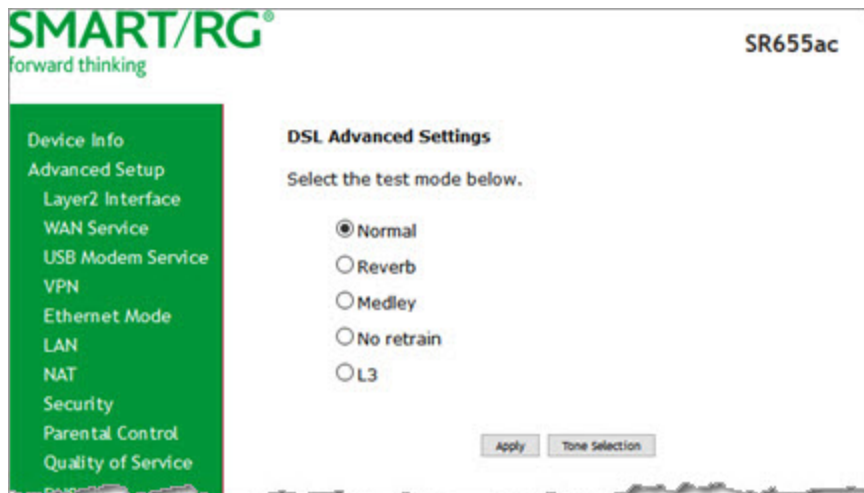 SMART/RG®
forward thinking
SR655ac
Device Info
Advanced Setup
Layer2 Interface
WAN Service
USB Modem Service
VPN
Ethernet Mode
LAN
NAT
Security
Parental Control
Quality of Service
DSL Advanced Settings
Select the test mode below.
Normal
Reverb
Medley
No retrain
L3
Apply
Tone Selection